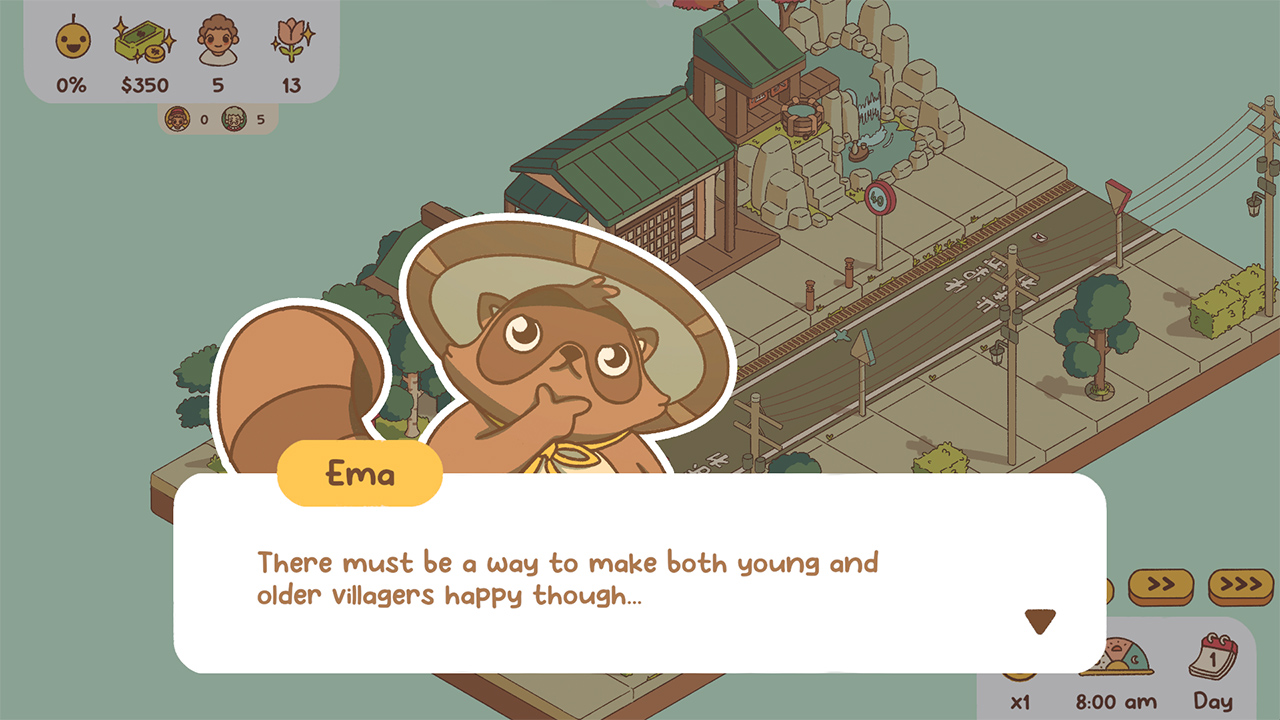 0% $350 5 13
0 5
Ema
There must be a way to make both young and
older villagers happy though...
1
x1 8:00 am Day